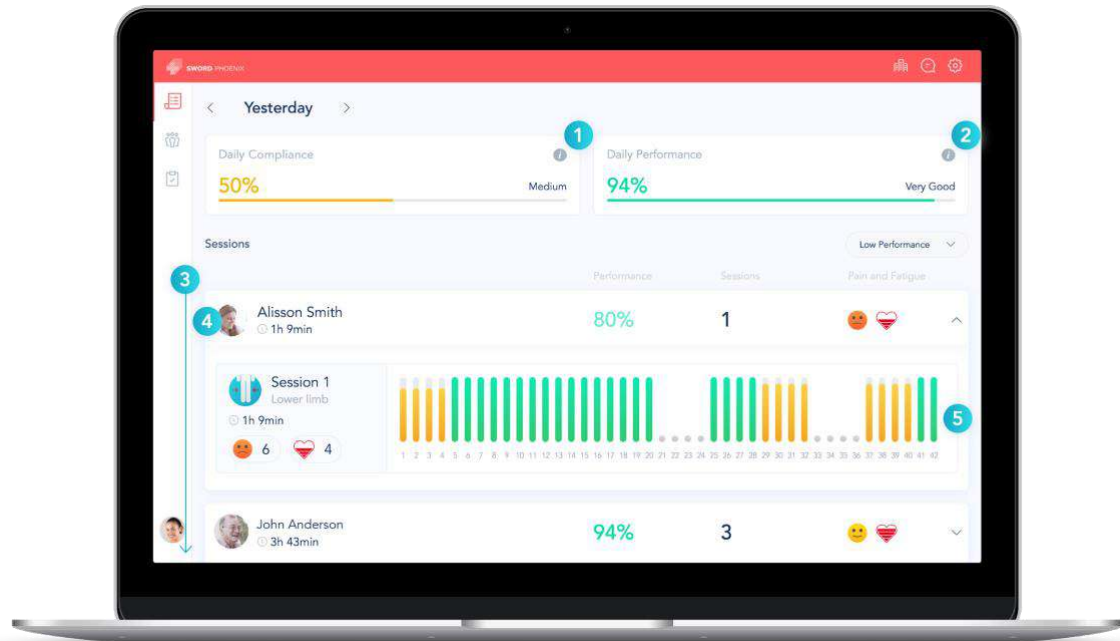 SWORD PHOENIX
Yesterday
1
2
Daily Compliance
50%
Medium
Daily Performance
94%
Very Good
Sessions
Low Performance
3
Performance Sessions Pain and Fatigue
4
Alisson Smith
1h 9min
80%
1
Session 1
Lower limb
1h 9min
6 4
5
1 2 3 4 5 6 7 8 9 10 11 12 13 14 15 16 17 18 19 20 21 22 23 24 25 26 27 28 29 30 31 32 33 34 35 36 37 38 39 40 41 42
John Anderson
3h 43min
94%
3